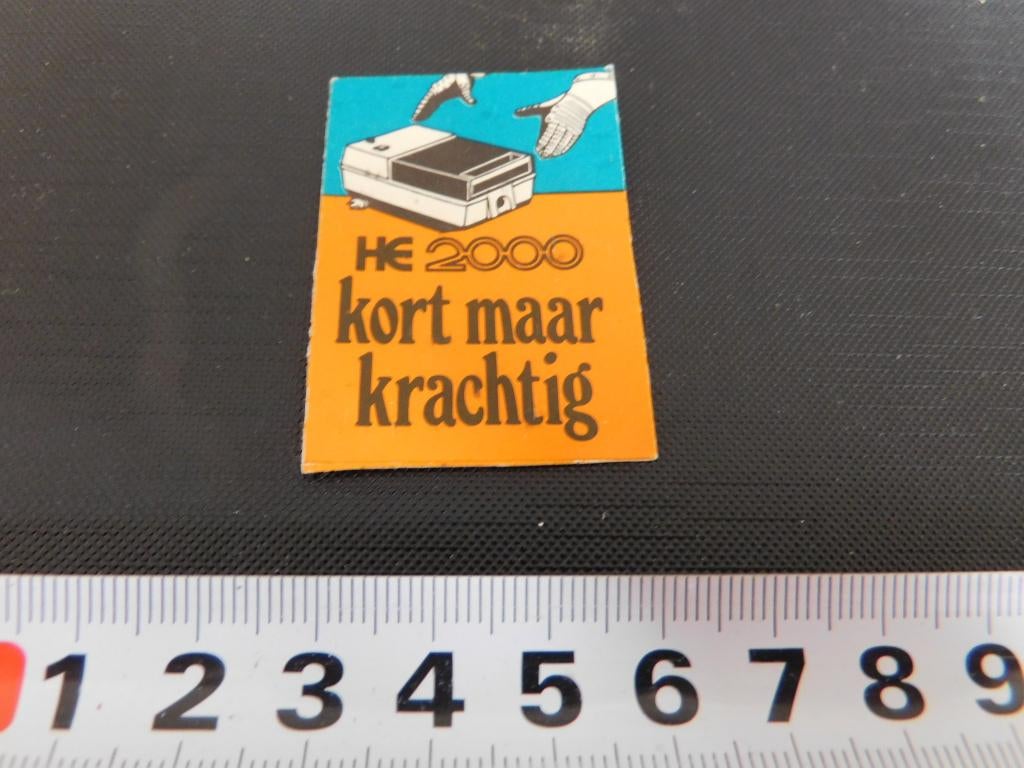 HE 2000
kort maar
krachtig
1 2 3 4 5 6 7 8 9